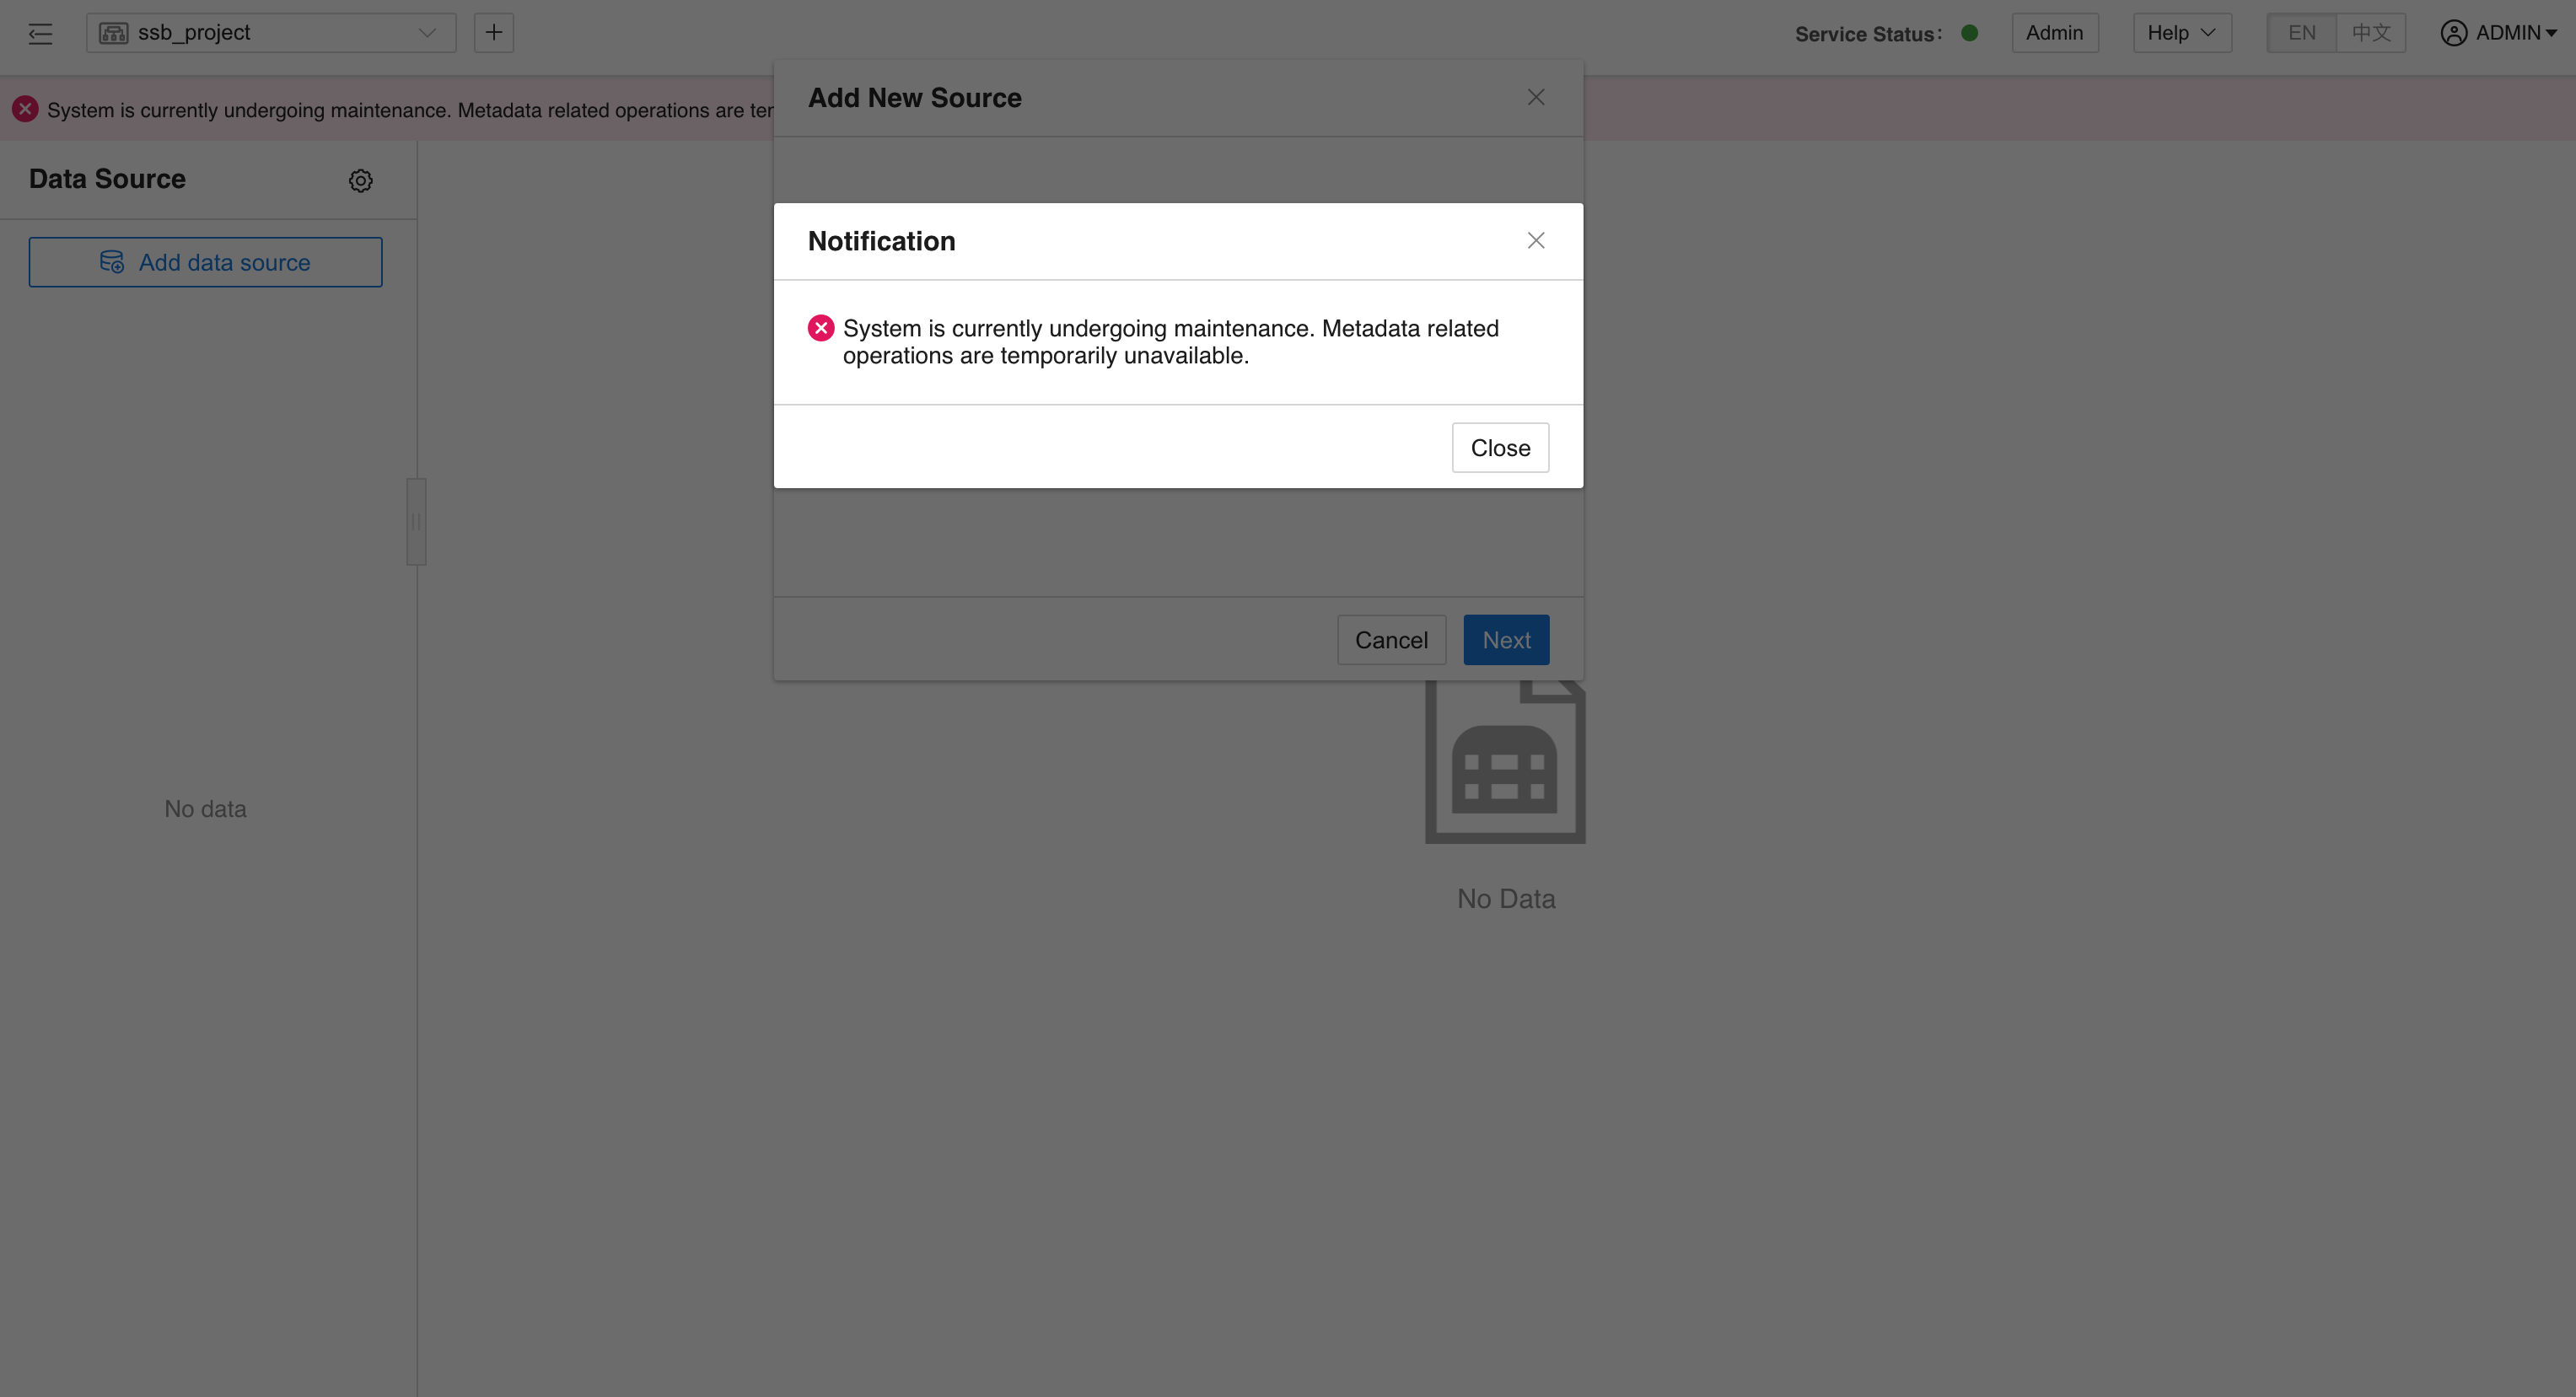 ssb_project
Service Status:
Admin
Help
EN
中文
ADMIN
System is currently undergoing maintenance. Metadata related operations are
Add New Source
Data Source
Add data source
Notification
System is currently undergoing maintenance. Metadata related
operations are temporarily unavailable.
Close
Cancel
Next
No data
No Data